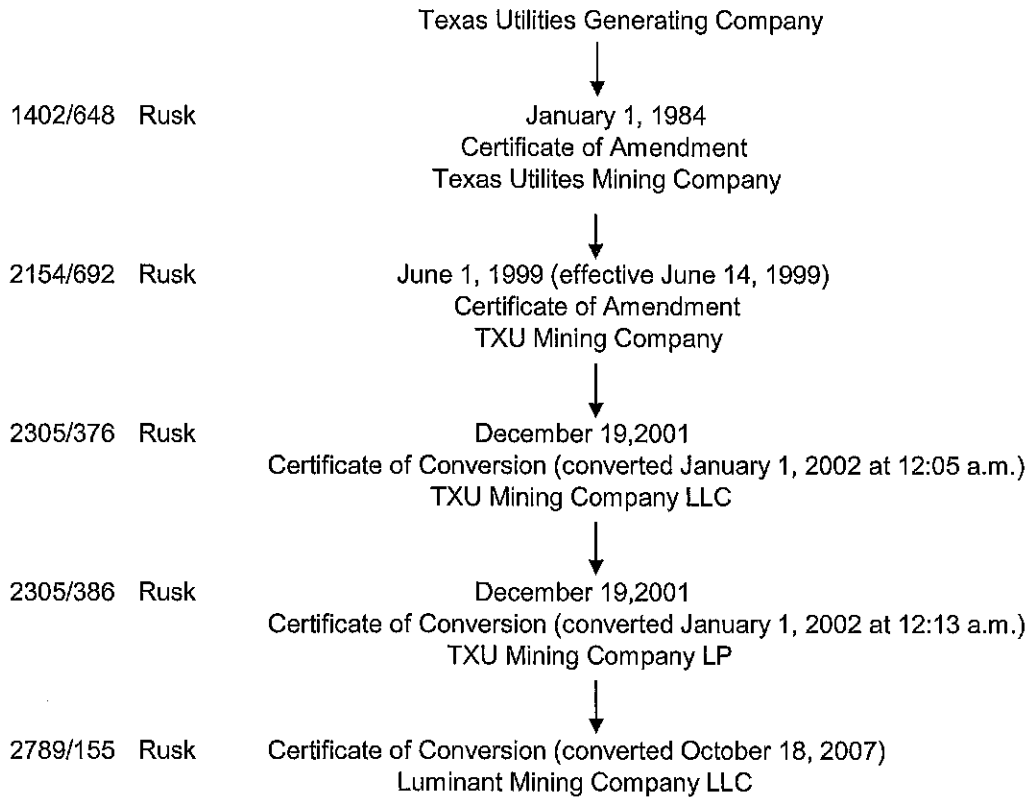 Texas Utilities Generating Company
1402/648 Rusk January 1, 1984
Certificate of Amendment
Texas Utilites Mining Company
2154/692 Rusk June 1, 1999 (effective June 14, 1999)
Certificate of Amendment
TXU Mining Company
2305/376 Rusk December 19,2001
Certificate of Conversion (converted January 1, 2002 at 12:05 a.m.)
TXU Mining Company LLC
2305/386 Rusk December 19,2001
Certificate of Conversion (converted January 1, 2002 at 12:13 a.m.)
TXU Mining Company LP
2789/155 Rusk Certificate of Conversion (converted October 18, 2007)
Luminant Mining Company LLC